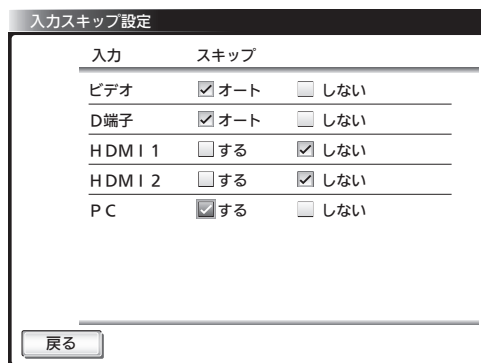 入力スキップ設定
入力 スキップ
ビデオ オート しない
D端子 オート しない
HDMI1 する しない
HDMI2 する しない
PC する しない
戻る